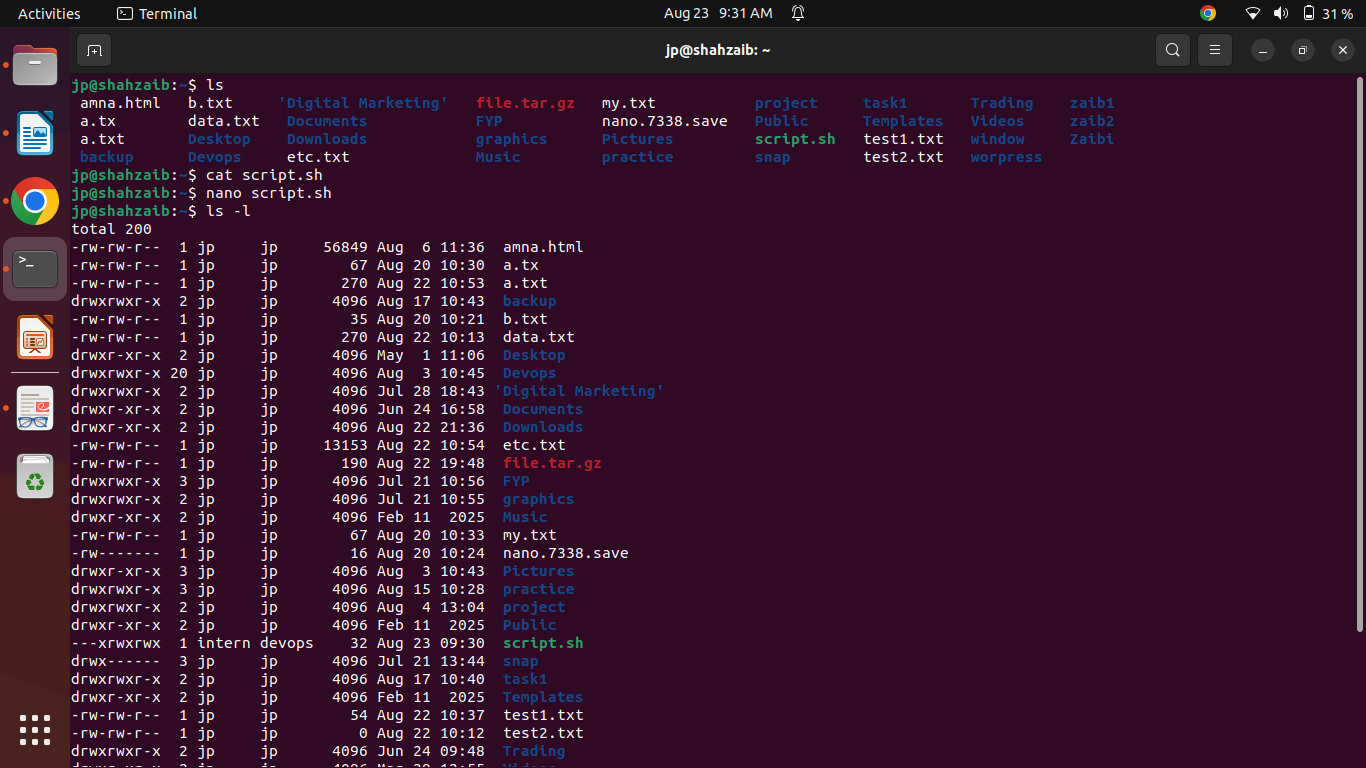 Activities Terminal Aug 23 9:31 AM 31 %
jp@shahzaib: ~
jp@shahzaib:~$ ls
amna.html b.txt 'Digital Marketing' file.tar.gz my.txt project task1 Trading zaib1
a.tx data.txt Documents FYP nano.7338.save Public Templates Videos zaib2
a.txt Desktop Downloads graphics Pictures script.sh test1.txt window Zaibi
backup Devops etc.txt Music practice snap test2.txt worpress
jp@shahzaib:~$ cat script.sh
jp@shahzaib:~$ nano script.sh
jp@shahzaib:~$ ls -l
total 200
-rw-rw-r-- 1 jp jp 56849 Aug 6 11:36 amna.html
-rw-rw-r-- 1 jp jp 67 Aug 20 10:30 a.tx
-rw-rw-r-- 1 jp jp 270 Aug 22 10:53 a.txt
drwxrwxr-x 2 jp jp 4096 Aug 17 10:43 backup
-rw-rw-r-- 1 jp jp 35 Aug 20 10:21 b.txt
-rw-rw-r-- 1 jp jp 270 Aug 22 10:13 data.txt
drwxr-xr-x 2 jp jp 4096 May 1 11:06 Desktop
drwxrwxr-x 20 jp jp 4096 Aug 3 10:45 Devops
drwxrwxr-x 2 jp jp 4096 Jul 28 18:43 'Digital Marketing'
drwxr-xr-x 2 jp jp 4096 Jun 24 16:58 Documents
drwxr-xr-x 2 jp jp 4096 Aug 22 21:36 Downloads
-rw-rw-r-- 1 jp jp 13153 Aug 22 10:54 etc.txt
-rw-rw-r-- 1 jp jp 190 Aug 22 19:48 file.tar.gz
drwxrwxr-x 3 jp jp 4096 Jul 21 10:56 FYP
drwxrwxr-x 2 jp jp 4096 Jul 21 10:55 graphics
drwxr-xr-x 2 jp jp 4096 Feb 11 2025 Music
-rw-rw-r-- 1 jp jp 67 Aug 20 10:33 my.txt
-rw------- 1 jp jp 16 Aug 20 10:24 nano.7338.save
drwxr-xr-x 3 jp jp 4096 Aug 3 10:43 Pictures
drwxrwxr-x 3 jp jp 4096 Aug 15 10:28 practice
drwxrwxr-x 2 jp jp 4096 Aug 4 13:04 project
drwxr-xr-x 2 jp jp 4096 Feb 11 2025 Public
---xrwxrwx 1 intern devops 32 Aug 23 09:30 script.sh
drwx------ 3 jp jp 4096 Jul 21 13:44 snap
drwxrwxr-x 2 jp jp 4096 Aug 17 10:40 task1
drwxr-xr-x 2 jp jp 4096 Feb 11 2025 Templates
-rw-rw-r-- 1 jp jp 54 Aug 22 10:37 test1.txt
-rw-rw-r-- 1 jp jp 0 Aug 22 10:12 test2.txt
drwxrwxr-x 2 jp jp 4096 Jun 24 09:48 Trading